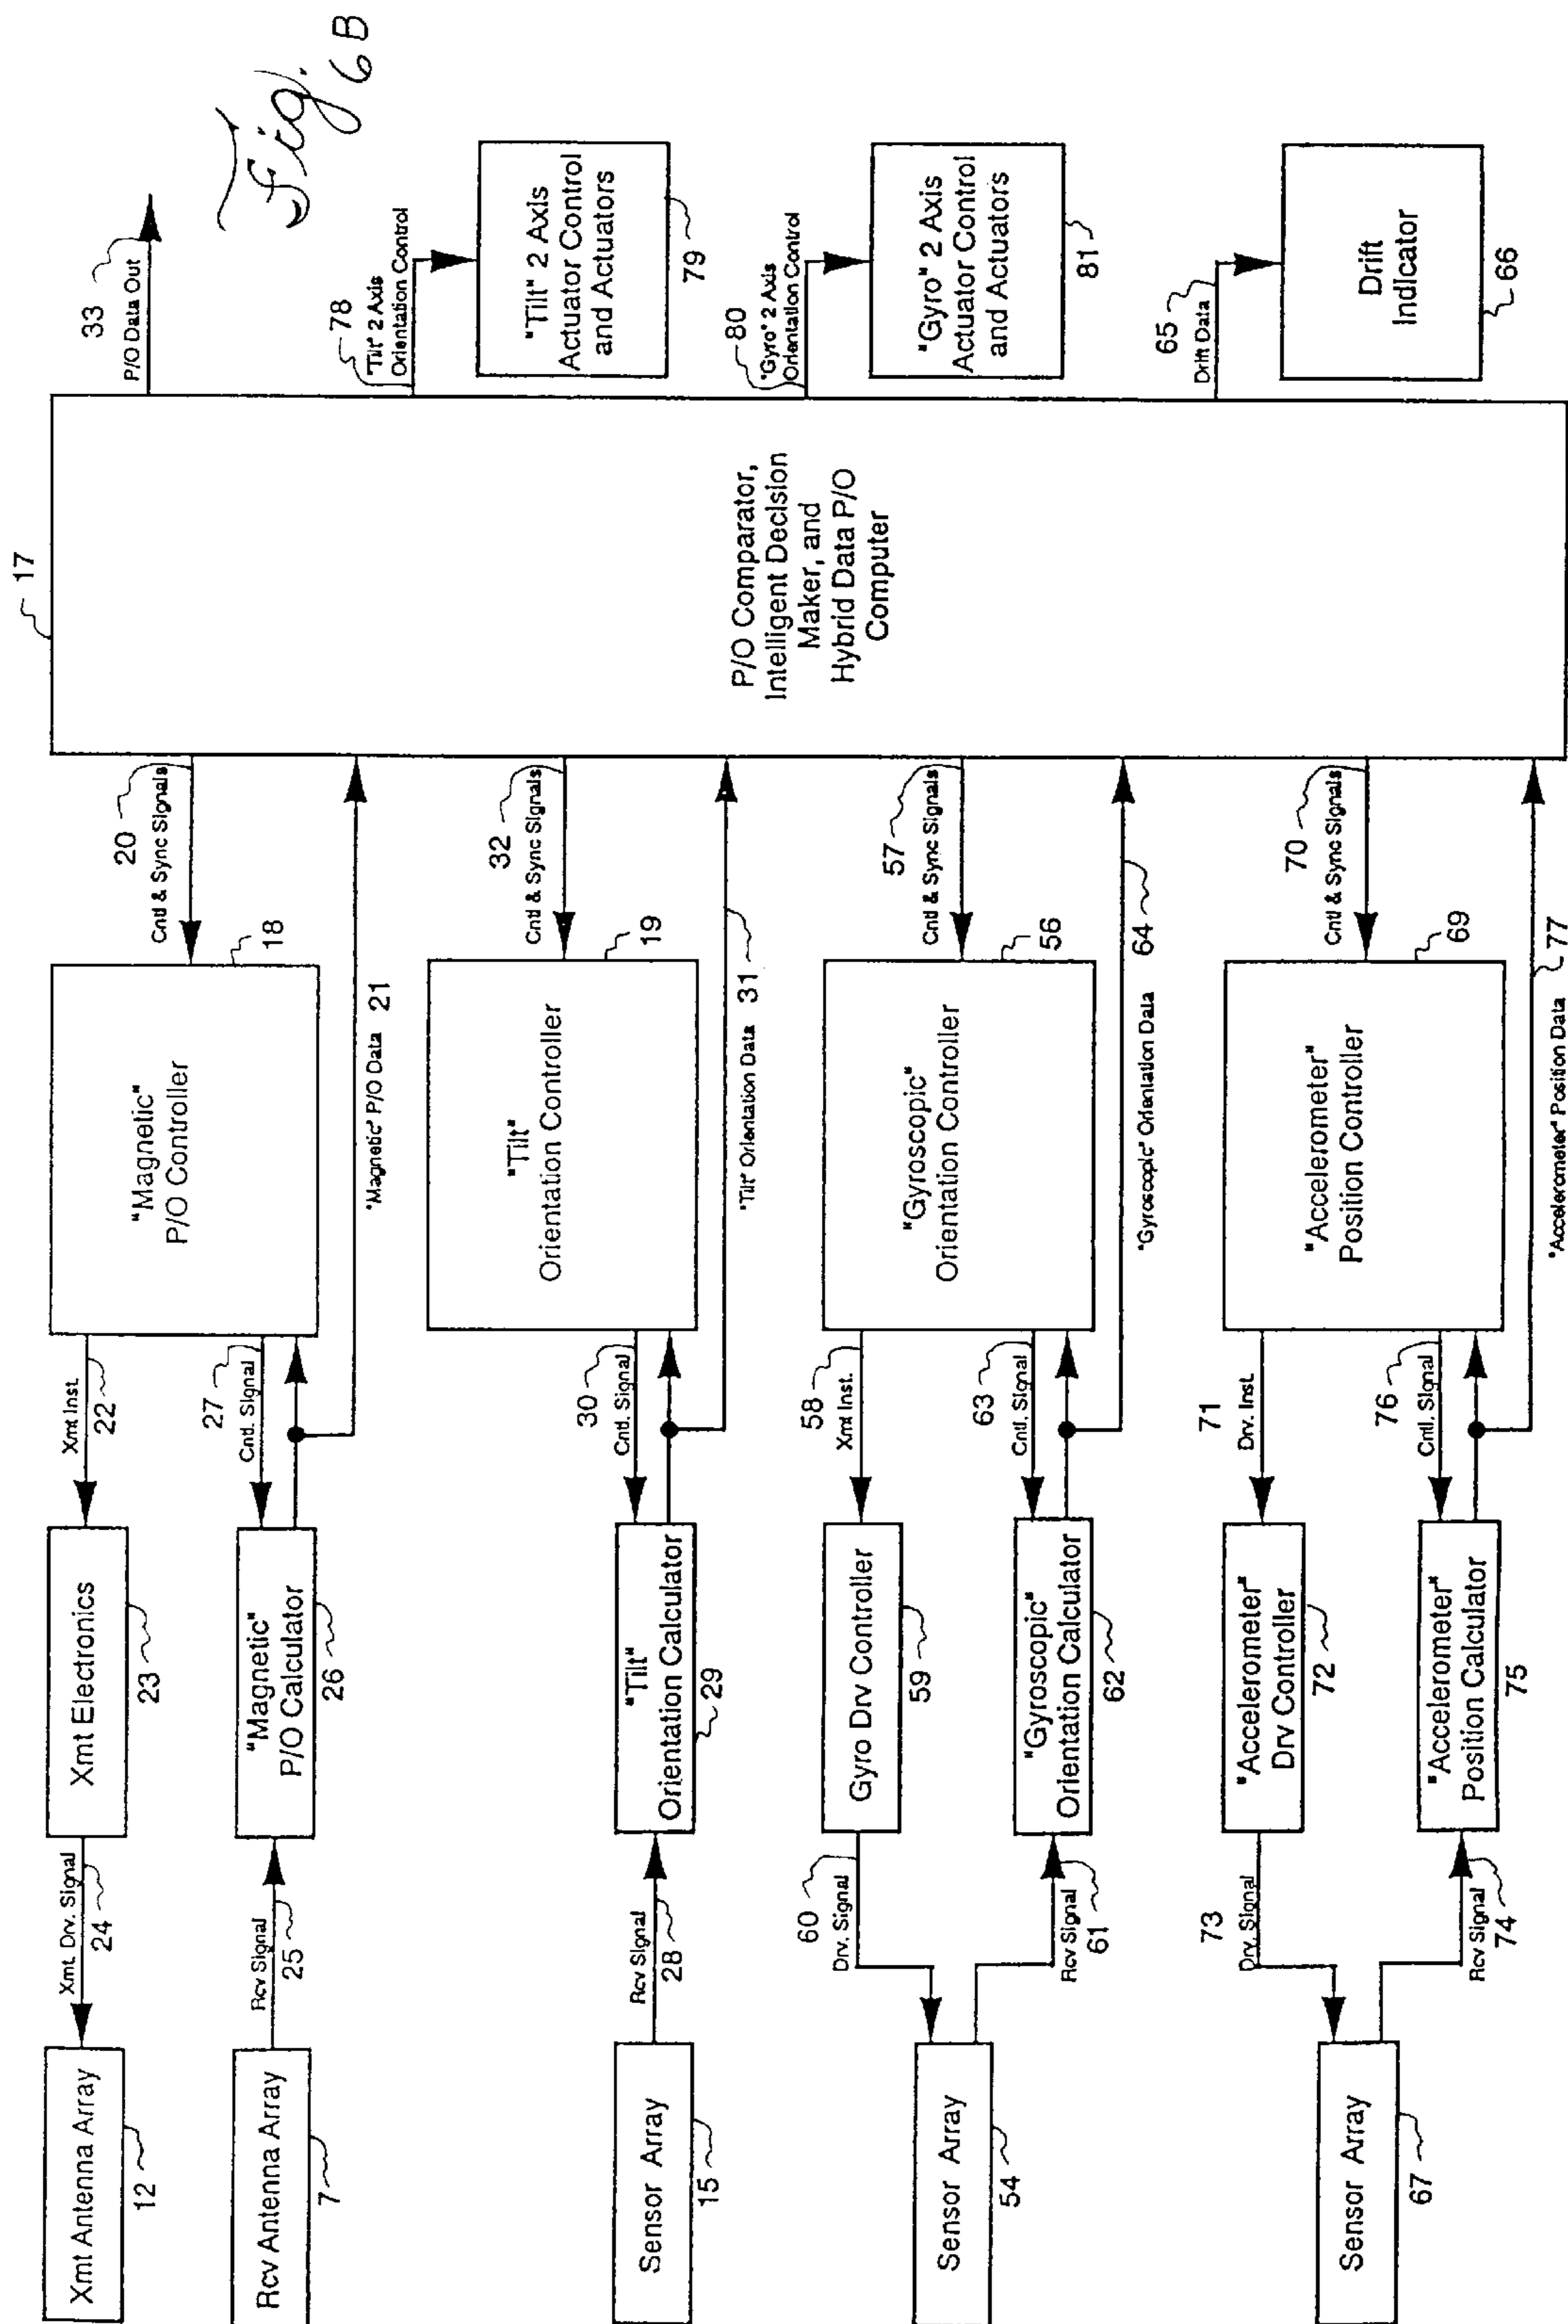 Fig.
6B
33
P/O Data Out
78
"Tilt" 2 Axis
Orientation Control
"Tilt" 2 Axis
Actuator Control
and Actuators
79
80
"Gyro" 2 Axis
Orientation Control
"Gyro" 2 Axis
Actuator Control
and Actuators
81
65
Drift Data
Drift
Indicator
66
17
P/O Comparator,
Intelligent Decision
Maker, and
Hybrid Data P/O
Computer
20
Cntl & Sync Signals
18
"Magnetic"
P/O Controller
"Magnetic" P/O Data 21
32
Cntl & Sync Signals
19
"Tilt"
Orientation Controller
"Tilt" Orientation Data 31
57
Cntl & Sync Signals
56
"Gyroscopic"
Orientation Controller
64
"Gyroscopic" Orientation Data
70
Cntl & Sync Signals
69
"Accelerometer"
Position Controller
"Accelerometer" Position Data 77
Xmt Inst.
22
27
Cntl. Signal
30
Cntl. Signal
58
Xmt Inst.
63
Cntl. Signal
71
Drv. Inst.
76
Cntl. Signal
Xmt Electronics
23
"Magnetic"
P/O Calculator
26
"Tilt"
Orientation Calculator
29
Gyro Drv Controller
59
"Gyroscopic"
Orientation Calculator
62
"Accelerometer"
Drv Controller
72
"Accelerometer"
Position Calculator
75
Xmt. Drv. Signal
24
Rcv Signal
25
Rcv Signal
28
60
Drv. Signal
Rcv Signal
61
73
Drv. Signal
Rcv Signal
74
Xmt Antenna Array
12
Rcv Antenna Array
7
Sensor Array
15
Sensor Array
54
Sensor Array
67